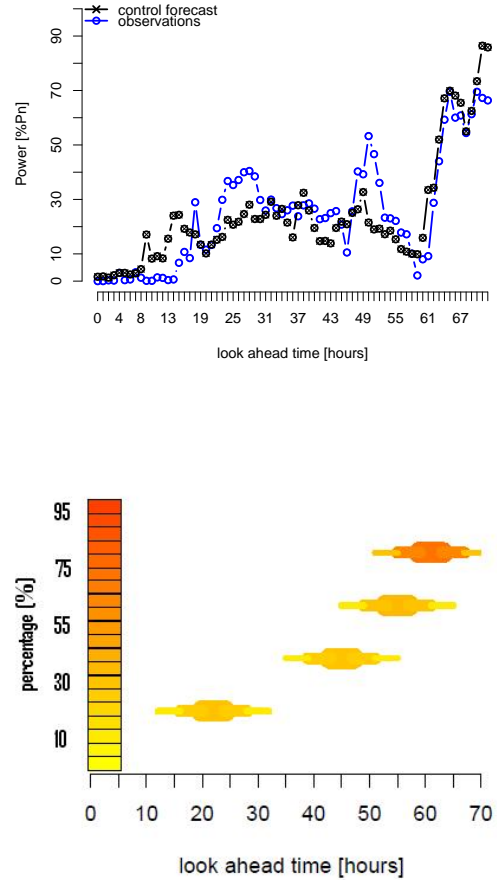 control forecast
observations
Power [%Pn]
90
70
50
30
10
0
0 4 8 13 19 25 31 37 43 49 55 61 67
look ahead time [hours]
percentage [%]
95
75
55
30
10
0 10 20 30 40 50 60 70
look ahead time [hours]